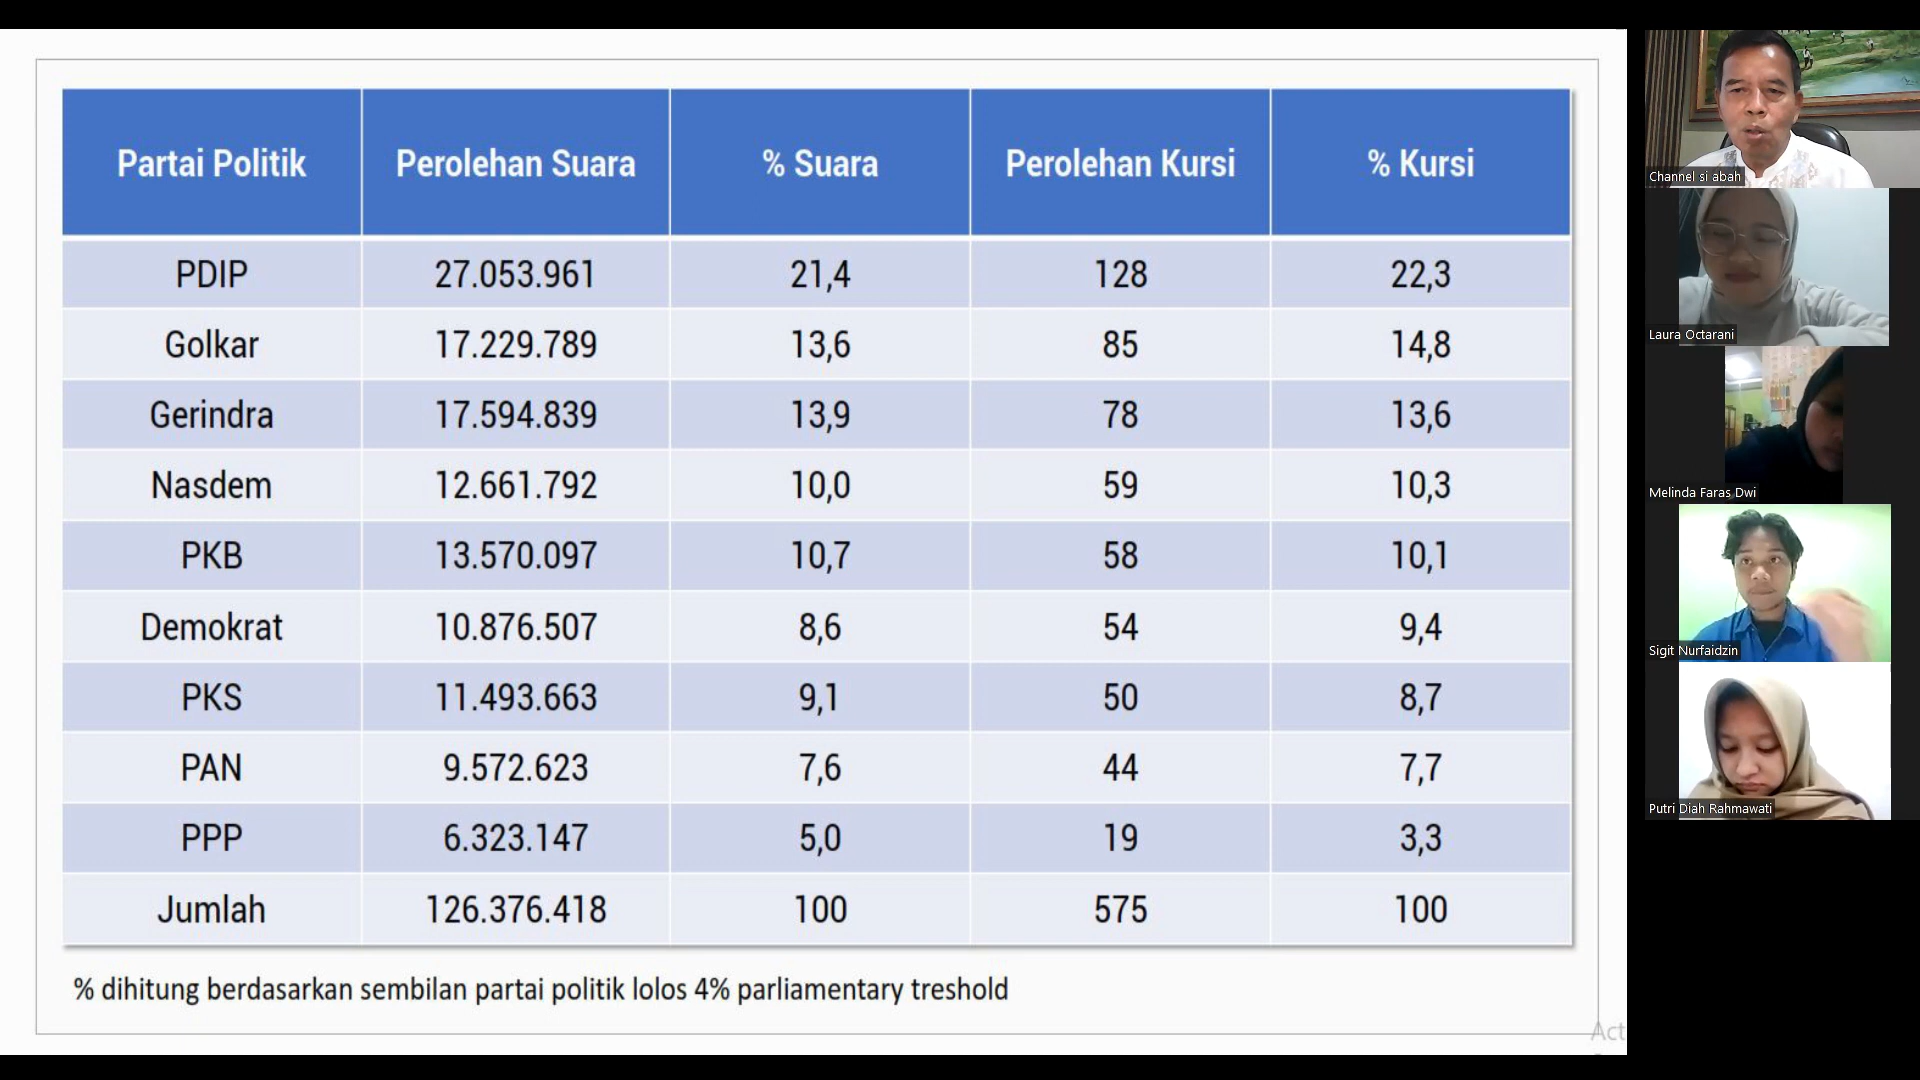 Partai Politik Perolehan Suara % Suara Perolehan Kursi % Kursi
PDIP 27.053.961 21,4 128 22,3
Golkar 17.229.789 13,6 85 14,8
Gerindra 17.594.839 13,9 78 13,6
Nasdem 12.661.792 10,0 59 10,3
PKB 13.570.097 10,7 58 10,1
Demokrat 10.876.507 8,6 54 9,4
PKS 11.493.663 9,1 50 8,7
PAN 9.572.623 7,6 44 7,7
PPP 6.323.147 5,0 19 3,3
Jumlah 126.376.418 100 575 100
% dihitung berdasarkan sembilan partai politik lolos 4% parliamentary treshold
Act
Channel si abah
Laura Octarani
Melinda Faras Dwi
Sigit Nurfaidzin
Putri Diah Rahmawati